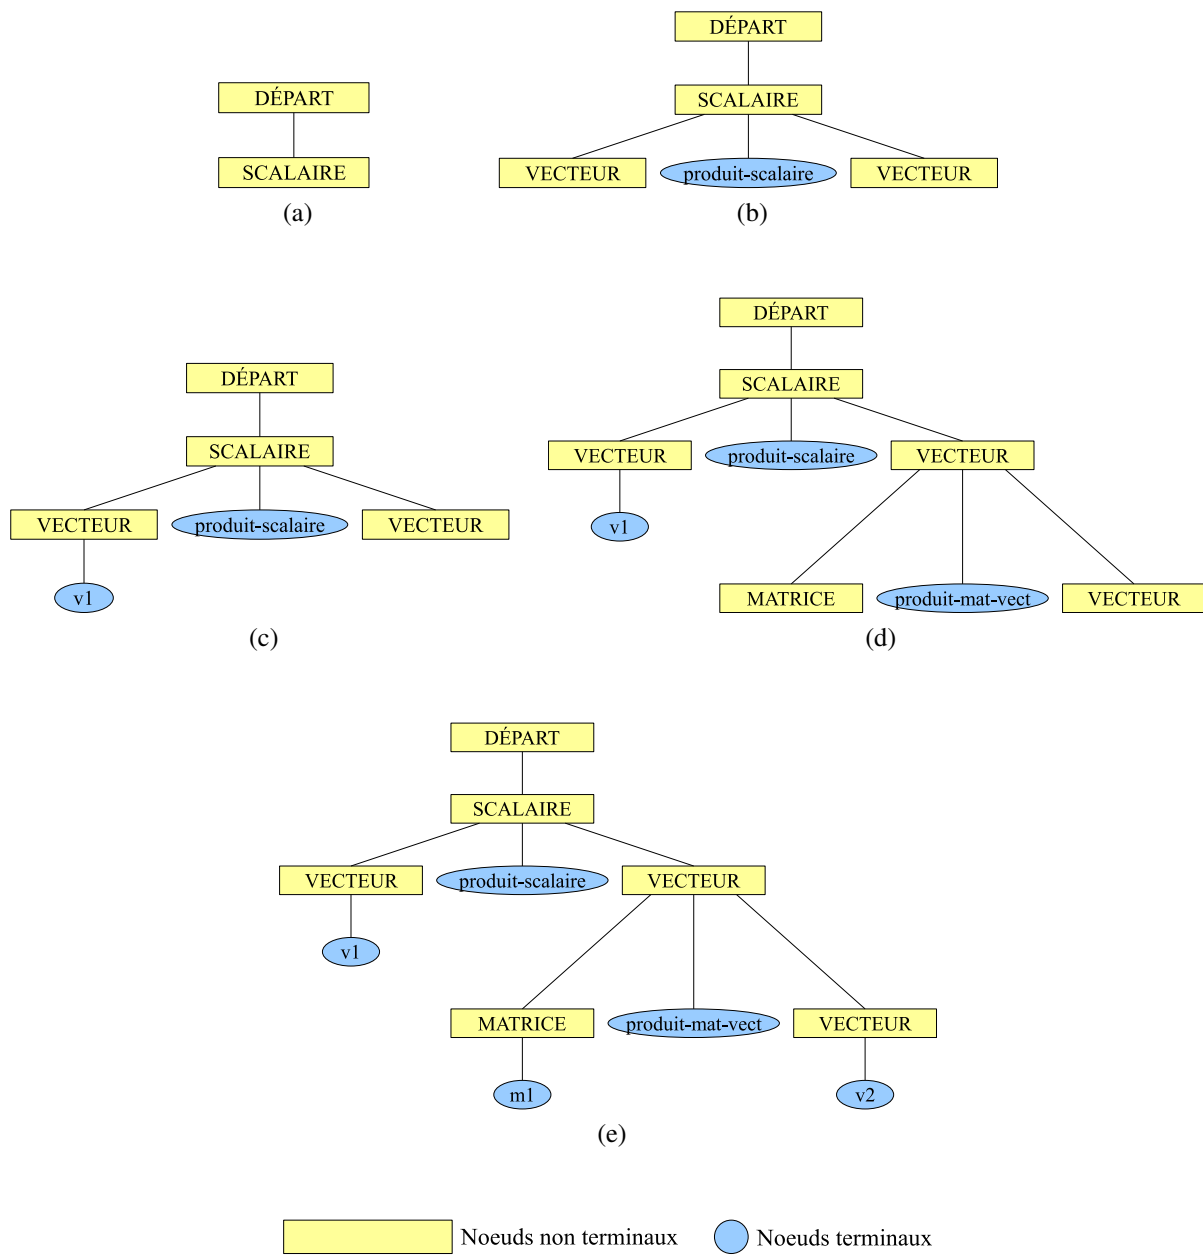 DÉPART
SCALAIRE
(a)
DÉPART
SCALAIRE
VECTEUR produit-scalaire VECTEUR
(b)
DÉPART
SCALAIRE
VECTEUR produit-scalaire VECTEUR
v1
(c)
DÉPART
SCALAIRE
VECTEUR produit-scalaire VECTEUR
v1
MATRICE produit-mat-vect VECTEUR
(d)
DÉPART
SCALAIRE
VECTEUR produit-scalaire VECTEUR
v1
MATRICE produit-mat-vect VECTEUR
m1 v2
(e)
Noeuds non terminaux Noeuds terminaux